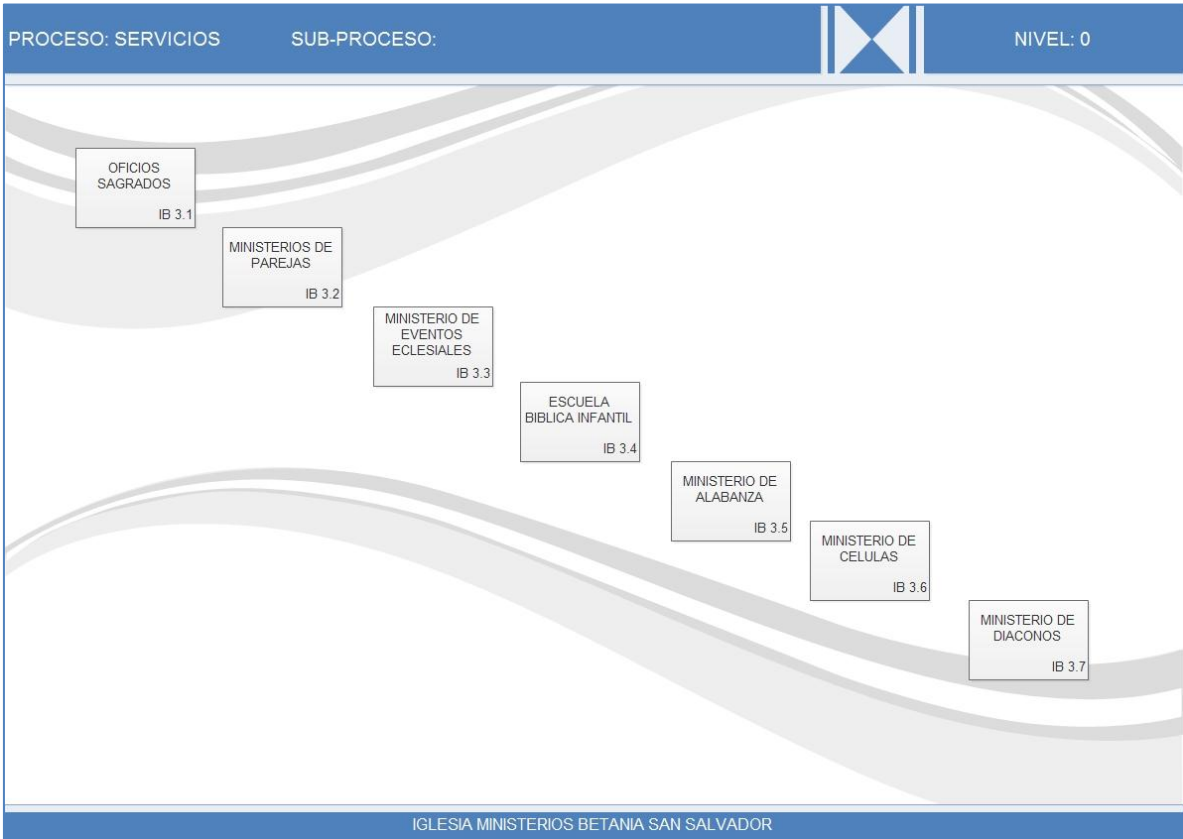 PROCESO: SERVICIOS SUB-PROCESO: NIVEL: 0
OFICIOS
SAGRADOS
IB 3.1
MINISTERIOS DE
PAREJAS
IB 3.2
MINISTERIO DE
EVENTOS
ECLESIALES
IB 3.3
ESCUELA
BIBLICA INFANTIL
IB 3.4
MINISTERIO DE
ALABANZA
IB 3.5
MINISTERIO DE
CELULAS
IB 3.6
MINISTERIO DE
DIACONOS
IB 3.7
IGLESIA MINISTERIOS BETANIA SAN SALVADOR